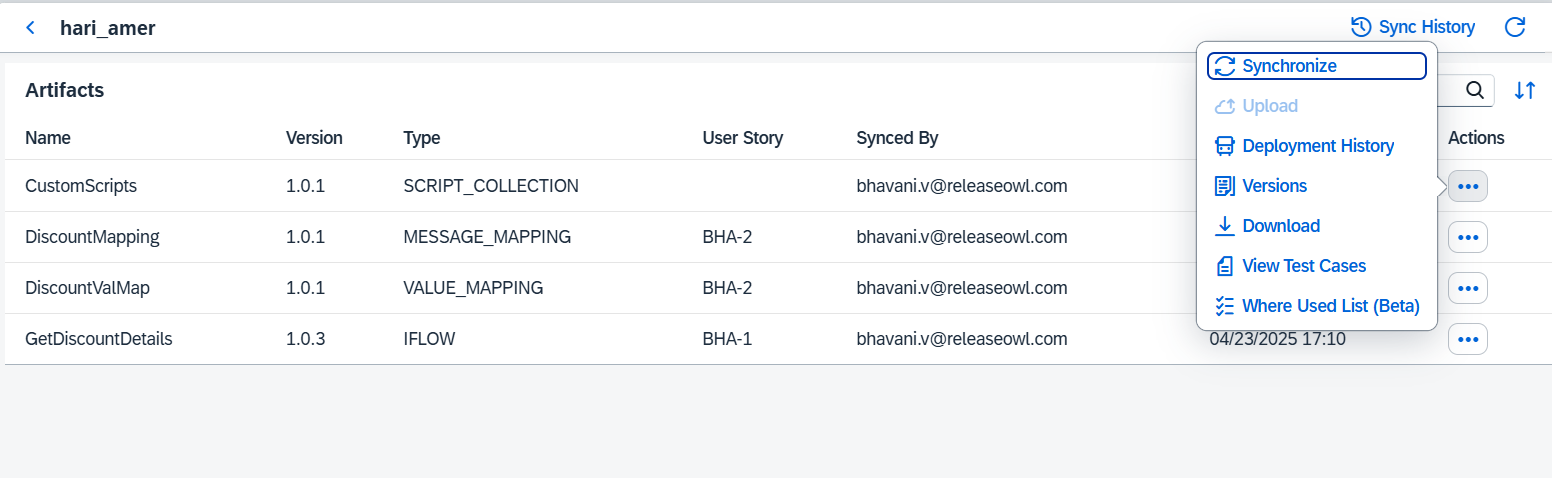 hari_amer
Sync History
Artifacts
Name Version Type User Story Synced By Actions
CustomScripts 1.0.1 SCRIPT_COLLECTION bhavani.v@releaseowl.com
DiscountMapping 1.0.1 MESSAGE_MAPPING BHA-2 bhavani.v@releaseowl.com
DiscountValMap 1.0.1 VALUE_MAPPING BHA-2 bhavani.v@releaseowl.com
GetDiscountDetails 1.0.3 IFLOW BHA-1 bhavani.v@releaseowl.com 04/23/2025 17:10
Synchronize
Upload
Deployment History
Versions
Download
View Test Cases
Where Used List (Beta)